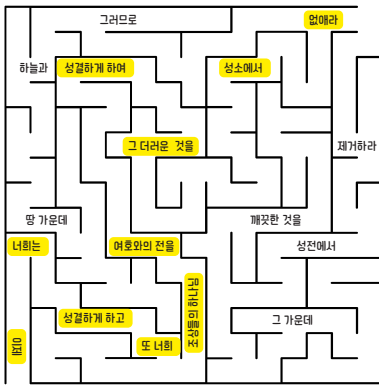 그러므로
없애라
하늘과
성결하게 하여
성소에서
그 더러운 것을
제거하라
땅 가운데
깨끗한 것을
너희는
여호와의 전을
성전에서
조상들의 하나님
성결하게 하고
그 가운데
이제
또 너희